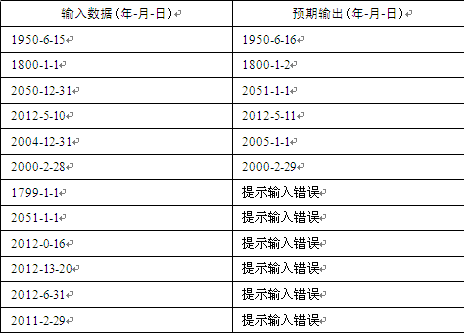 输入数据(年-月-日) 预期输出(年-月-日)
1950-6-15 1950-6-16
1800-1-1 1800-1-2
2050-12-31 2051-1-1
2012-5-10 2012-5-11
2004-12-31 2005-1-1
2000-2-28 2000-2-29
1799-1-1 提示输入错误
2051-1-1 提示输入错误
2012-0-16 提示输入错误
2012-13-20 提示输入错误
2012-6-31 提示输入错误
2011-2-29 提示输入错误